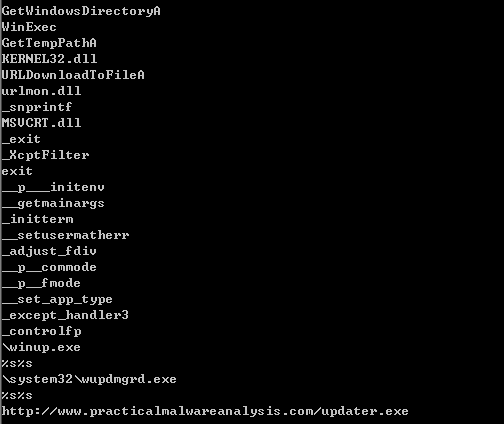 GetWindowsDirectoryA
WinExec
GetTempPathA
KERNEL32.dll
URLDownloadToFileA
urlmon.dll
_snprintf
MSVCRT.dll
_exit
_XcptFilter
exit
__p___initenv
__getmainargs
_initterm
__setusermatherr
_adjust_fdiv
__p__commode
__p__fmode
__set_app_type
_except_handler3
_controlfp
\winup.exe
%s%s
\system32\wupdmgrd.exe
%s%s
http://www.practicalmalwareanalysis.com/updater.exe